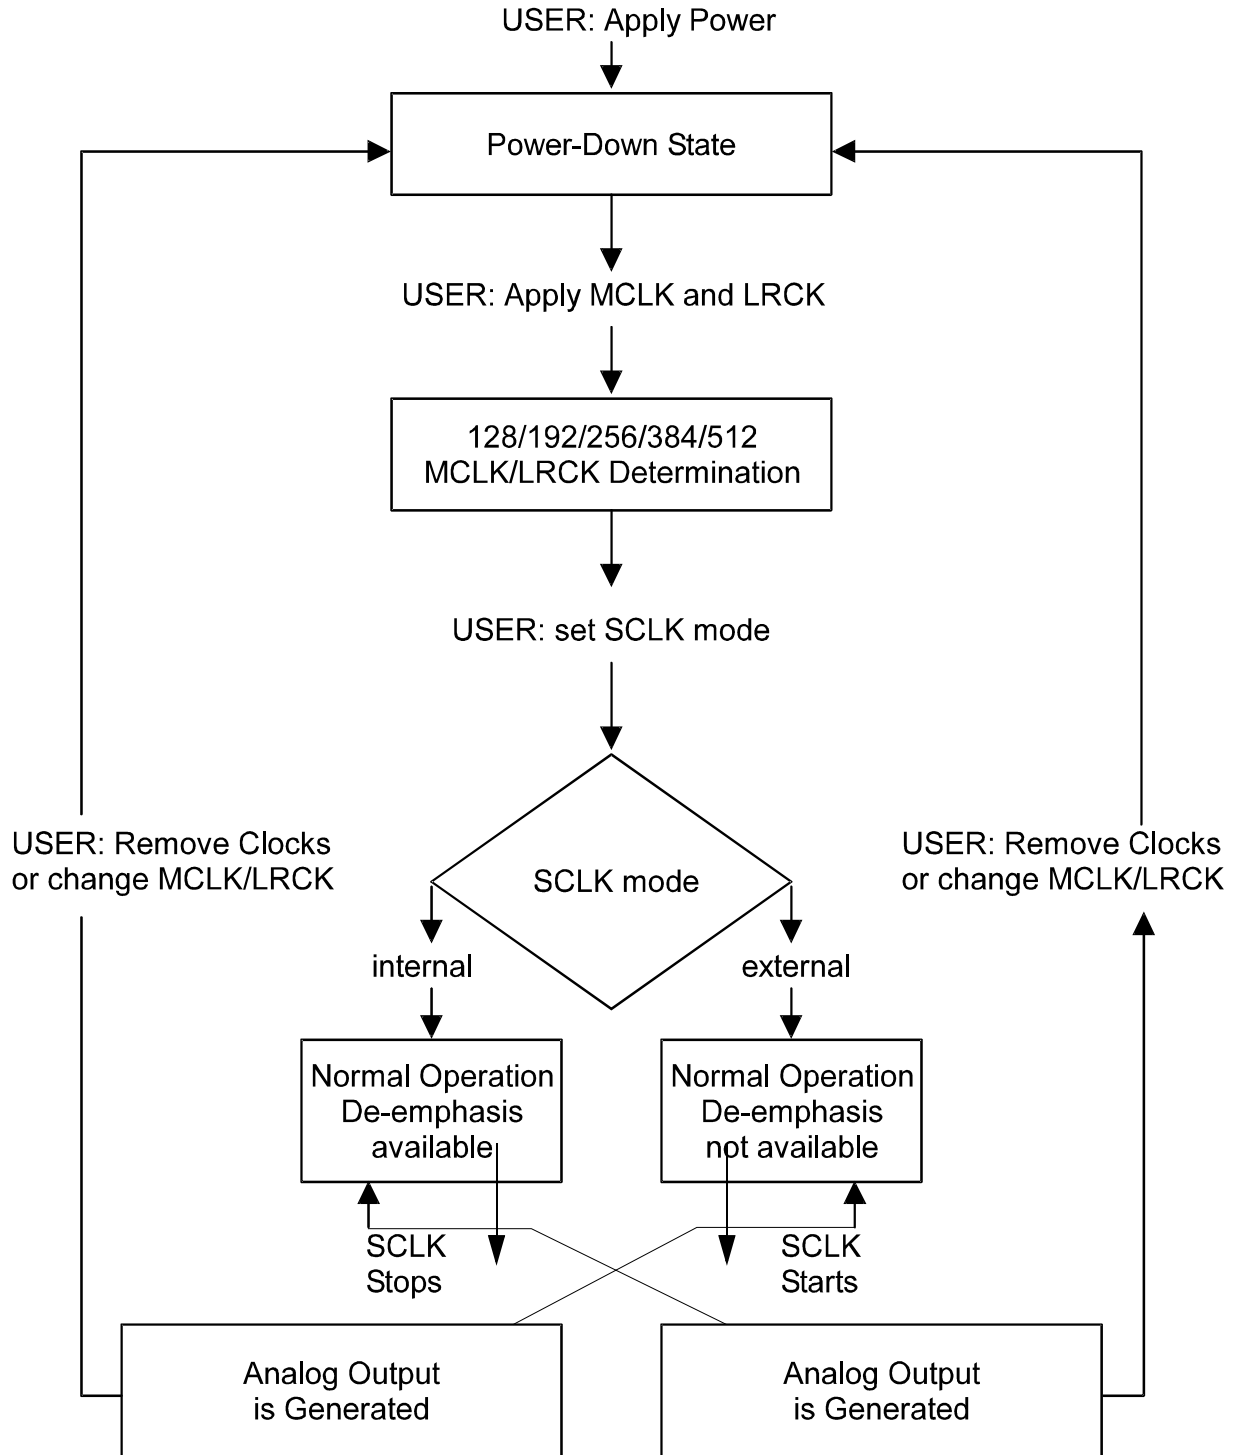 USER: Apply Power
Power-Down State
USER: Apply MCLK and LRCK
128/192/256/384/512
MCLK/LRCK Determination
USER: set SCLK mode
USER: Remove Clocks
or change MCLK/LRCK
SCLK mode
USER: Remove Clocks
or change MCLK/LRCK
internal
external
Normal Operation
De-emphasis
available
Normal Operation
De-emphasis
not available
SCLK
Stops
SCLK
Starts
Analog Output
is Generated
Analog Output
is Generated